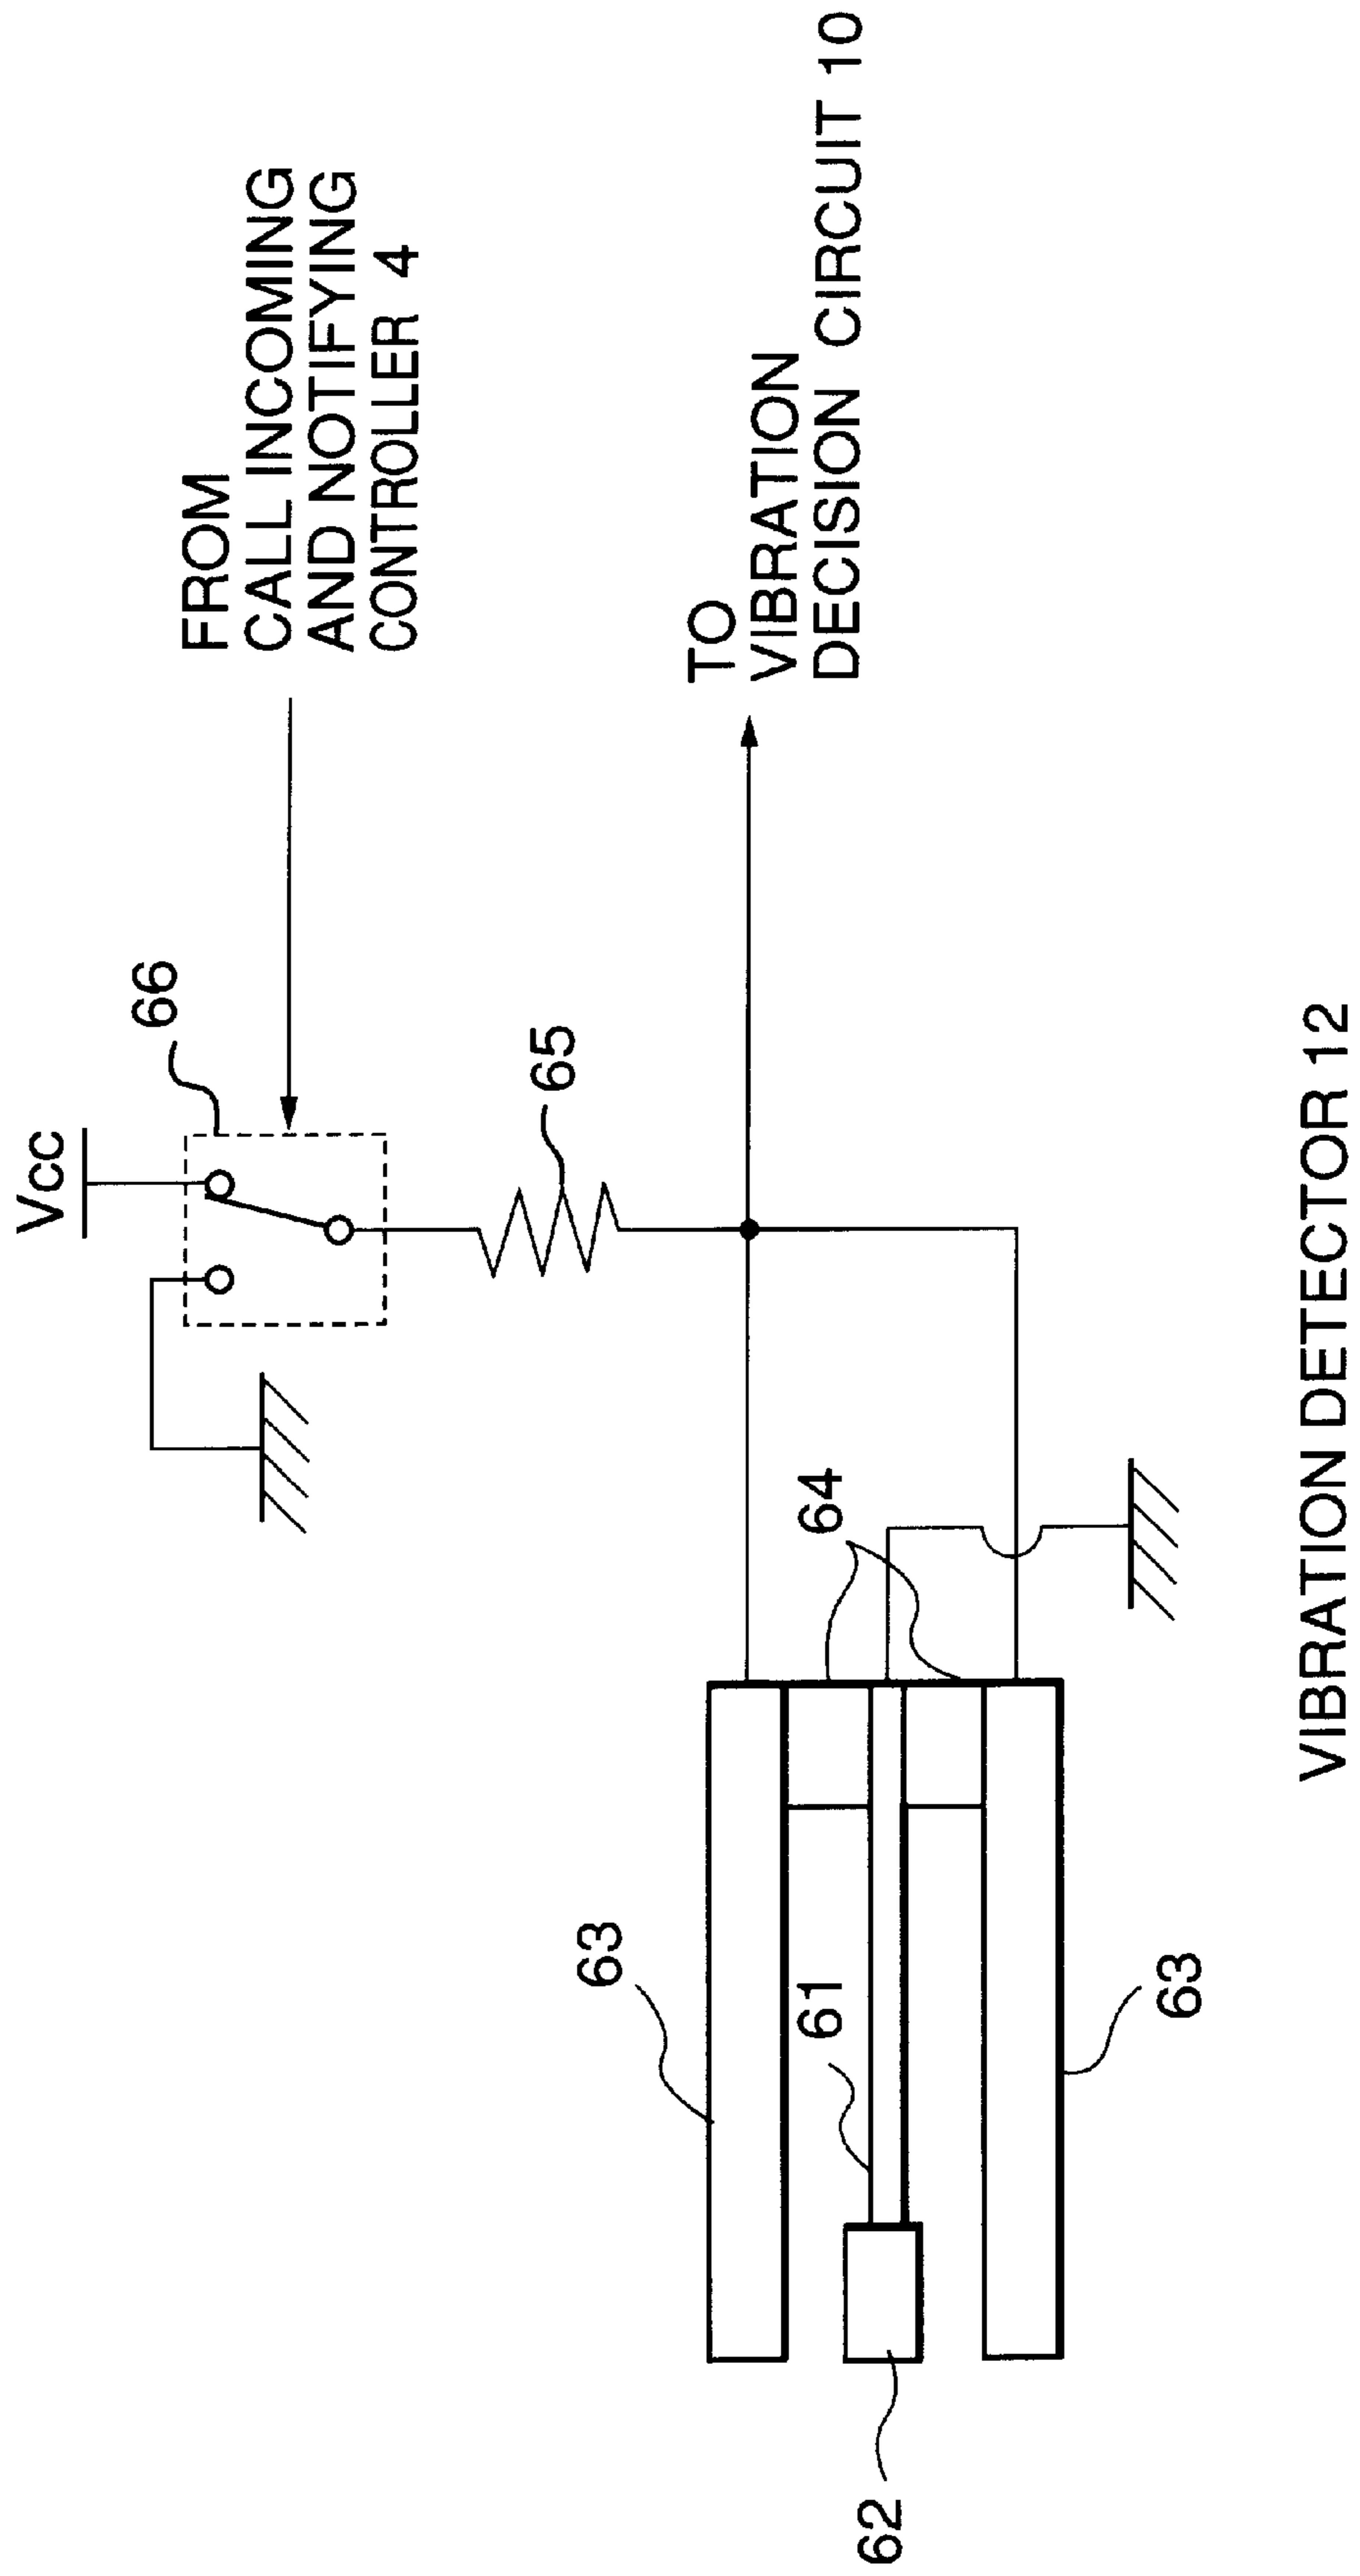 Vcc
66
FROM
CALL INCOMING
AND NOTIFYING
CONTROLLER 4
65
TO
VIBRATION
DECISION CIRCUIT 10
64
63
61
63
62
VIBRATION DETECTOR 12